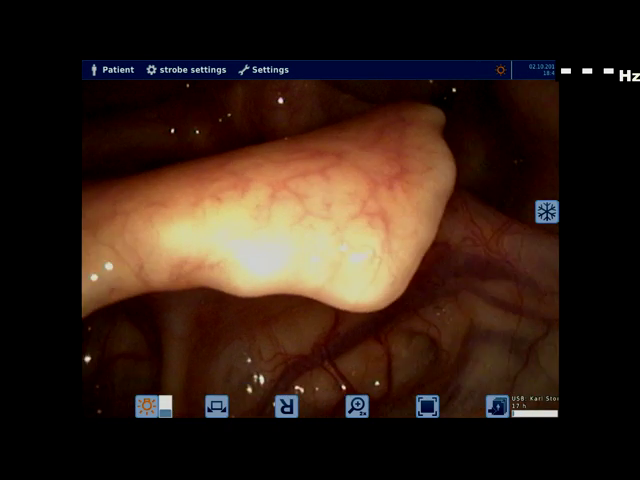 Patient
strobe settings
Settings
02.10.201
18:4
Hz
R
USB: Karl Stor
17 h